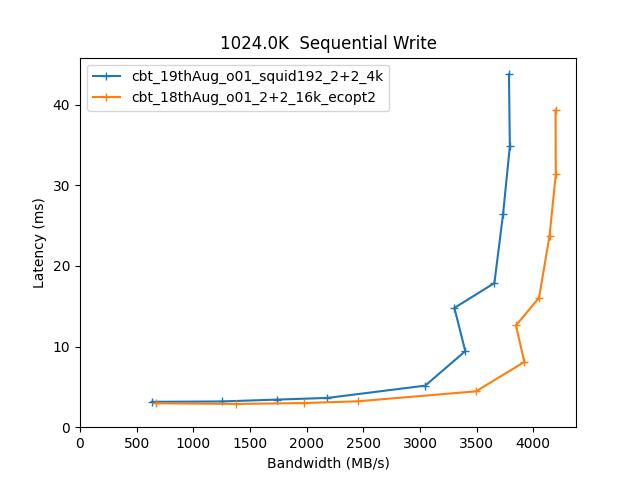 1024.0K  Sequential Write
cbt_19thAug_o01_squid192_2+2_4k
cbt_18thAug_o01_2+2_16k_ecopt2
Latency (ms)
40
30
20
10
0
0 500 1000 1500 2000 2500 3000 3500 4000
Bandwidth (MB/s)